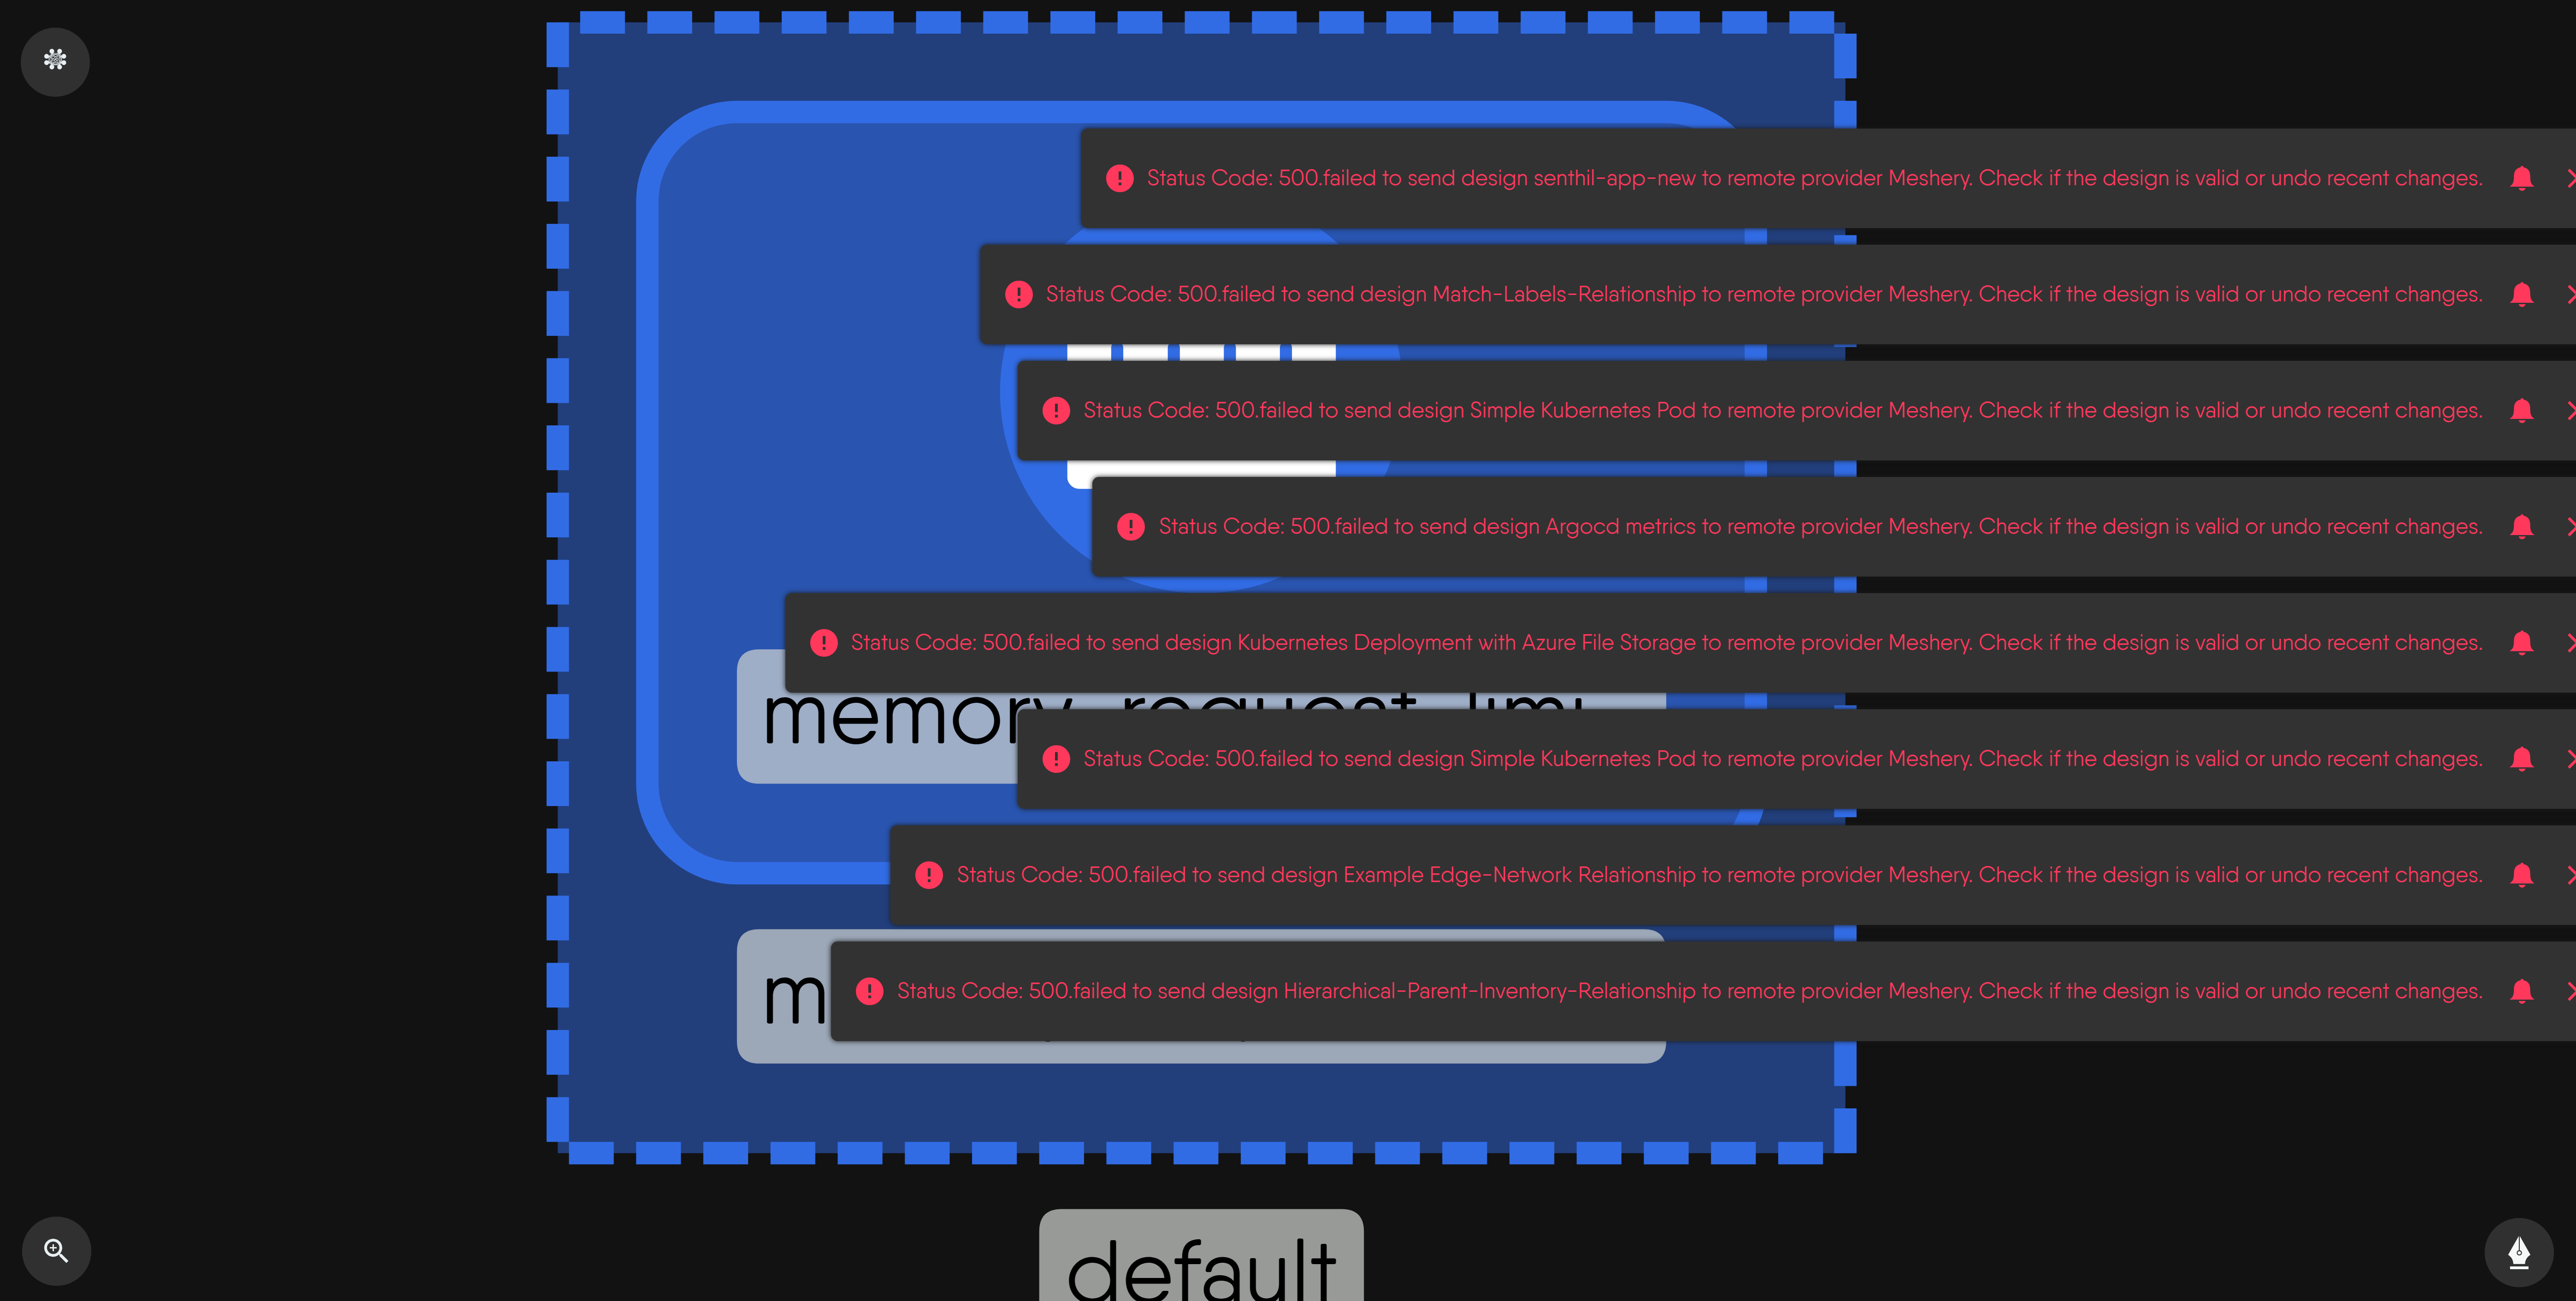 Status Code: 500.failed to send design senthil-app-new to remote provider Meshery. Check if the design is valid or undo recent changes.
Status Code: 500.failed to send design Match-Labels-Relationship to remote provider Meshery. Check if the design is valid or undo recent changes.
Status Code: 500.failed to send design Simple Kubernetes Pod to remote provider Meshery. Check if the design is valid or undo recent changes.
Status Code: 500.failed to send design Argocd metrics to remote provider Meshery. Check if the design is valid or undo recent changes.
Status Code: 500.failed to send design Kubernetes Deployment with Azure File Storage to remote provider Meshery. Check if the design is valid or undo recent changes.
memory-request-limi
Status Code: 500.failed to send design Simple Kubernetes Pod to remote provider Meshery. Check if the design is valid or undo recent changes.
Status Code: 500.failed to send design Example Edge-Network Relationship to remote provider Meshery. Check if the design is valid or undo recent changes.
Status Code: 500.failed to send design Hierarchical-Parent-Inventory-Relationship to remote provider Meshery. Check if the design is valid or undo recent changes.
default